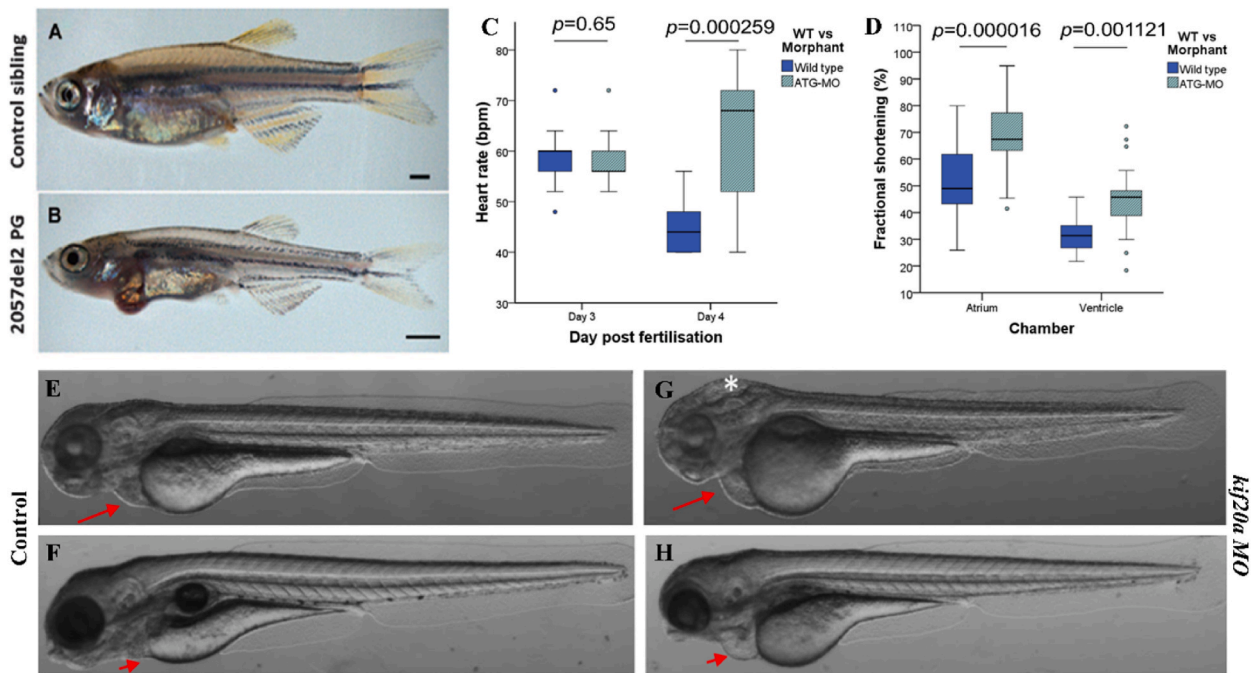 Control sibling
A
2057del2 PG
B
C
p=0.65
p=0.000259
WT vs
Morphant
Wild type
ATG-MO
Heart rate (bpm)
80
70
60
50
40
30
Day 3
Day 4
Day post fertilisation
D
p=0.000016
p=0.001121
WT vs
Morphant
Wild type
ATG-MO
Fractional shortening (%)
110
100
90
80
70
60
50
40
30
20
10
Atrium
Ventricle
Chamber
Control
E
F
G
*
H
kif20a MO